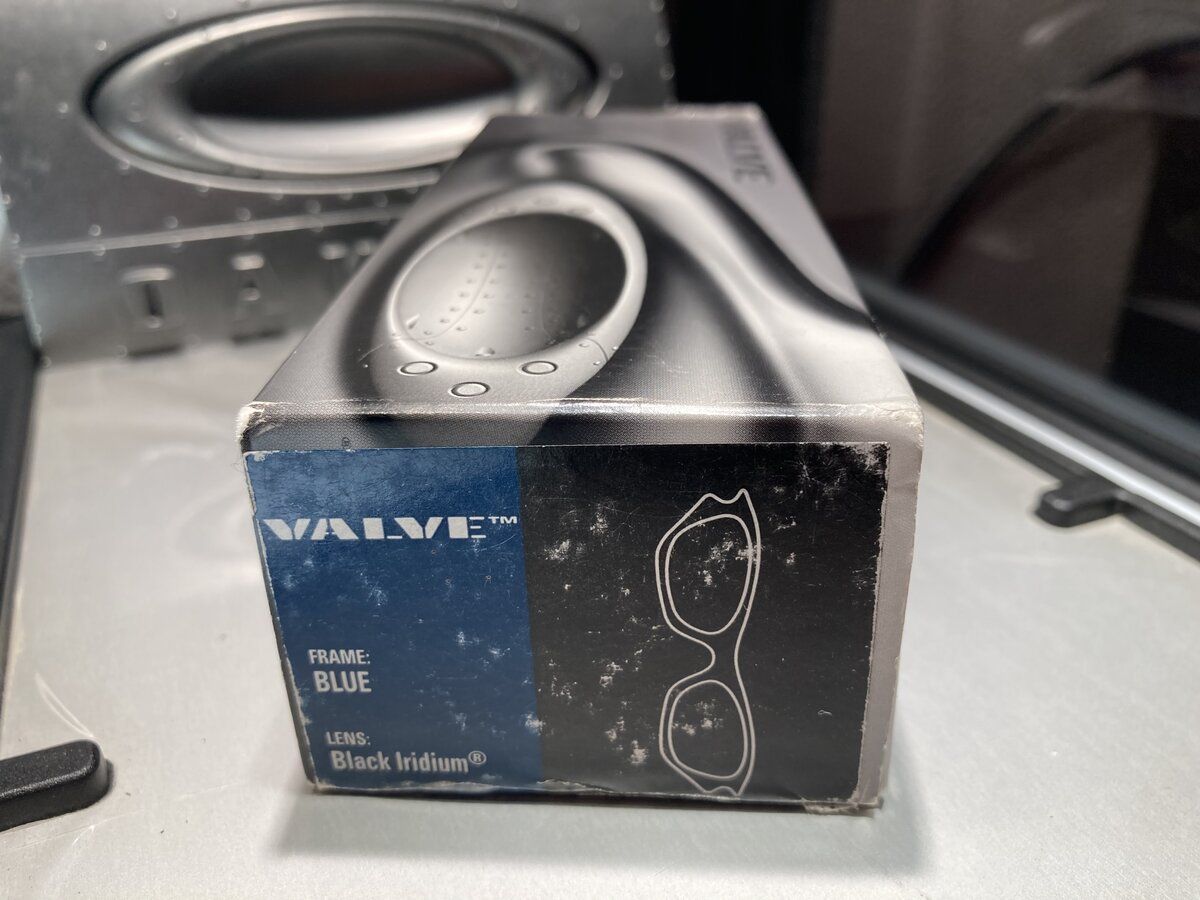 VALVE
VALVE™
FRAME:
BLUE
LENS:
Black Iridium®